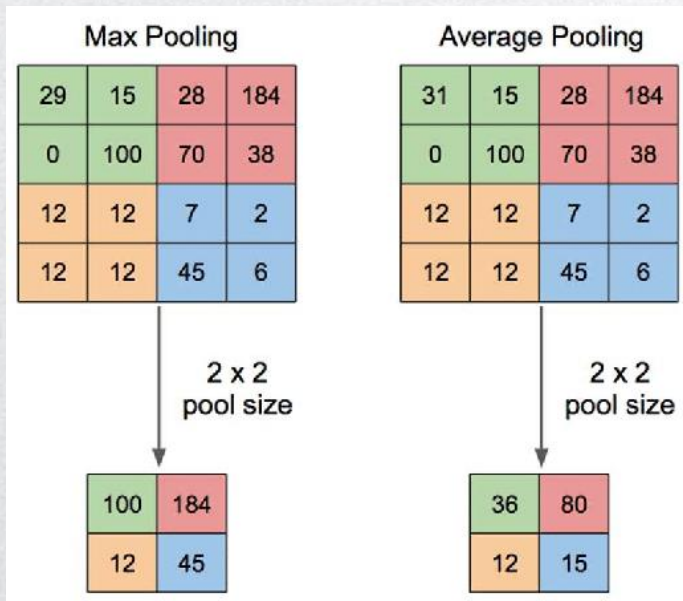 Max Pooling
29 15 28 184
0 100 70 38
12 12 7 2
12 12 45 6
2 x 2
pool size
100 184
12 45
Average Pooling
31 15 28 184
0 100 70 38
12 12 7 2
12 12 45 6
2 x 2
pool size
36 80
12 15